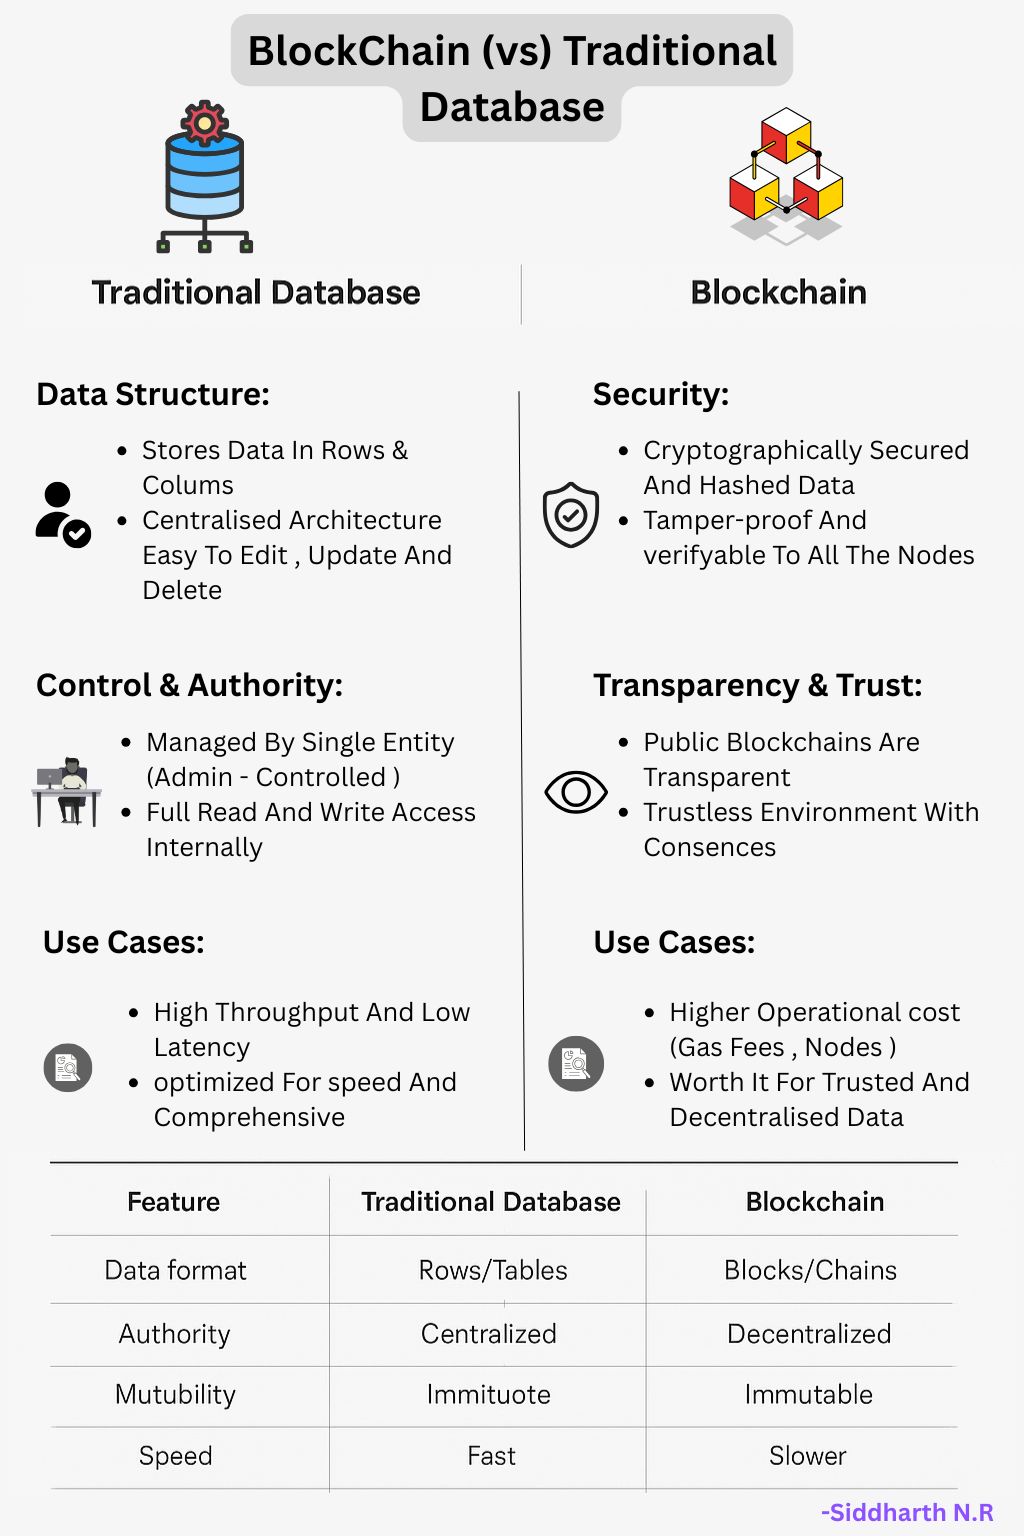 BlockChain (vs) Traditional
Database
Traditional Database
Blockchain
Data Structure:
Stores Data In Rows &
Colums
Centralised Architecture
Easy To Edit , Update And
Delete
Security:
Cryptographically Secured
And Hashed Data
Tamper-proof And
verifyable To All The Nodes
Control & Authority:
Managed By Single Entity
(Admin - Controlled )
Full Read And Write Access
Internally
Transparency & Trust:
Public Blockchains Are
Transparent
Trustless Environment With
Consences
Use Cases:
High Throughput And Low
Latency
optimized For speed And
Comprehensive
Use Cases:
Higher Operational cost
(Gas Fees , Nodes )
Worth It For Trusted And
Decentralised Data
Feature Traditional Database Blockchain
Data format Rows/Tables Blocks/Chains
Authority Centralized Decentralized
Mutubility Immituote Immutable
Speed Fast Slower
-Siddharth N.R